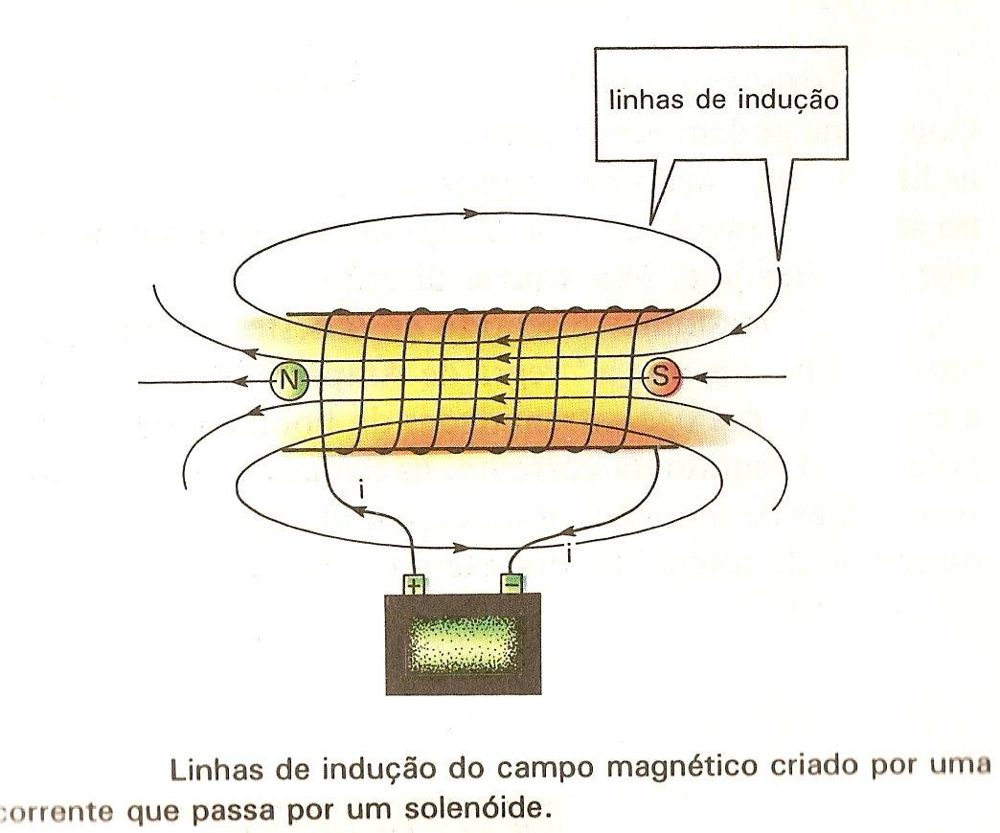 linhas de indução
N
S
i
i
+
−
Linhas de indução do campo magnético criado por uma
corrente que passa por um solenóide.